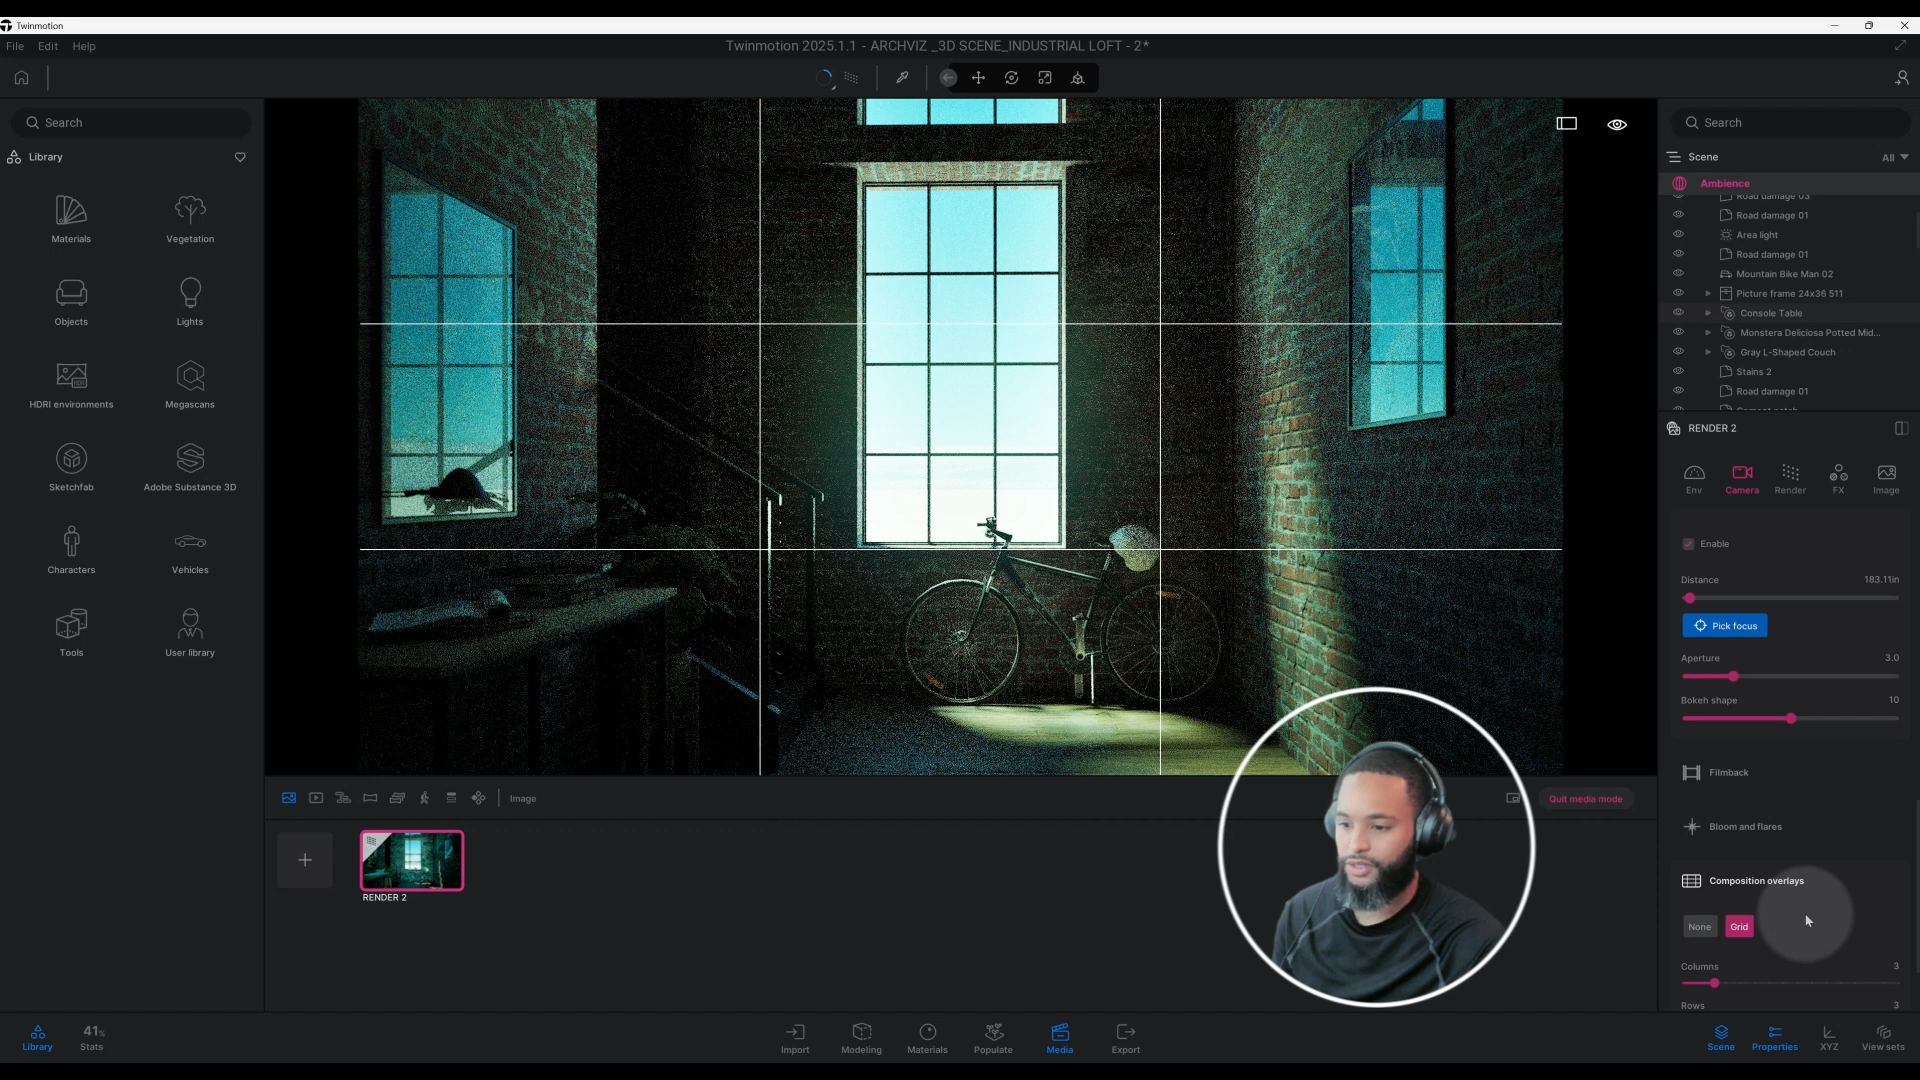 Twinmotion
File Edit Help
Twinmotion 2025.1.1 - ARCHVIZ _3D SCENE_INDUSTRIAL LOFT - 2*
Search
Library
Materials
Vegetation
Objects
Lights
HDRI environments
Megascans
Sketchfab
Adobe Substance 3D
Characters
Vehicles
Tools
User library
Search
Scene
All
Ambience
Road damage 03
Road damage 01
Area light
Road damage 01
Mountain Bike Man 02
Picture frame 24x36 511
Console Table
Monstera Deliciosa Potted Mid...
Gray L-Shaped Couch
Stains 2
Road damage 01
RENDER 2
Env Camera Render FX Image
Enable
Distance 183.11in
Pick focus
Aperture 3.0
Bokeh shape 10
Filmback
Bloom and flares
Composition overlays
None Grid
Columns 3
Rows 3
Image
Quit media mode
RENDER 2
Library
41%
Stats
Import
Modeling
Materials
Populate
Media
Export
Scene
Properties
XYZ
View sets